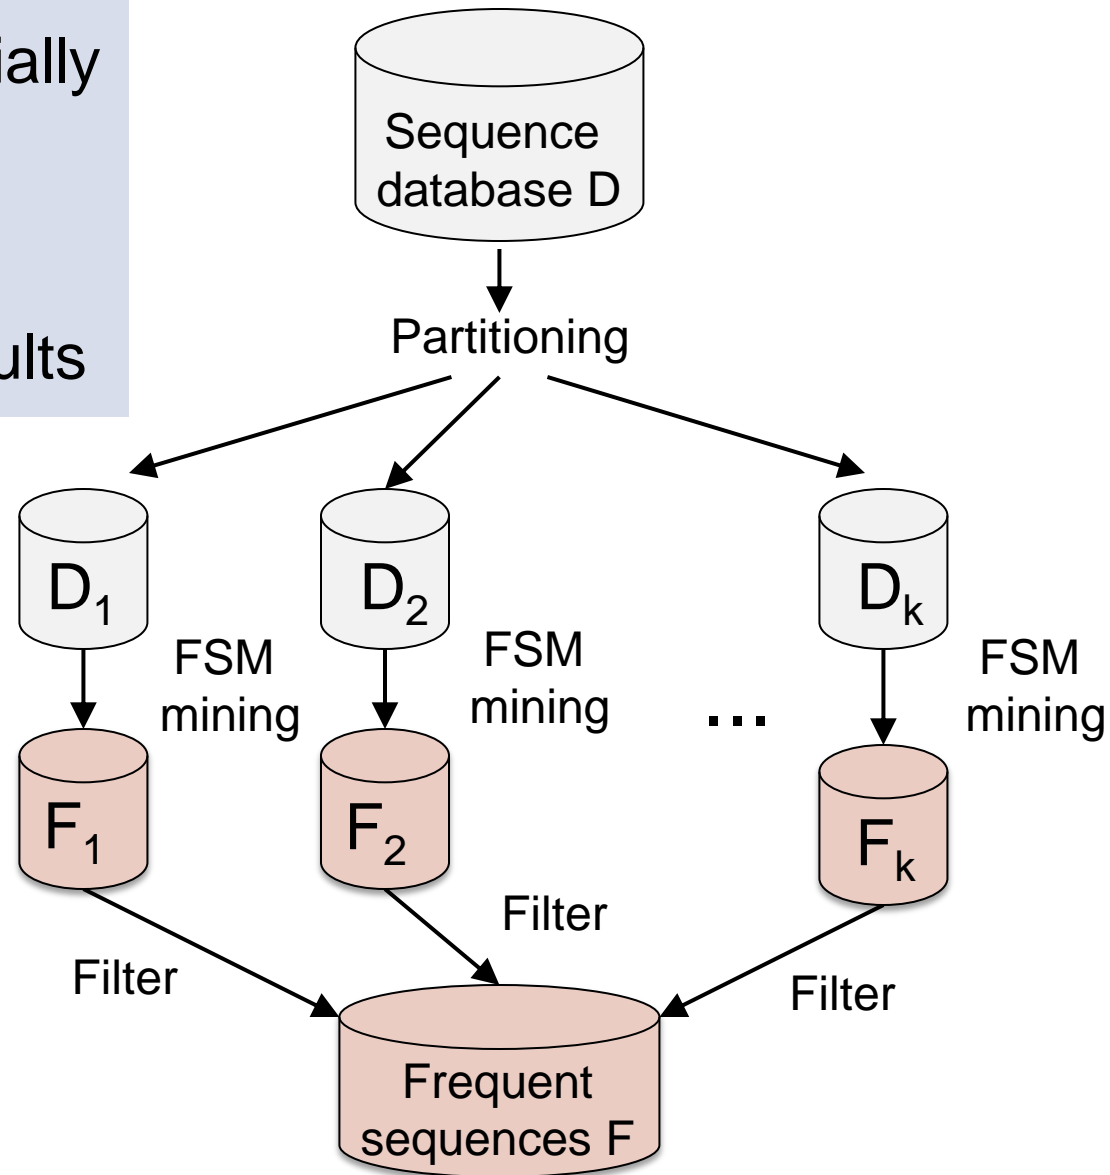 ially
ults
Sequence
database D
Partitioning
D1
D2
Dk
FSM
mining
FSM
mining
...
FSM
mining
F1
F2
Fk
Filter
Filter
Filter
Frequent
sequences F